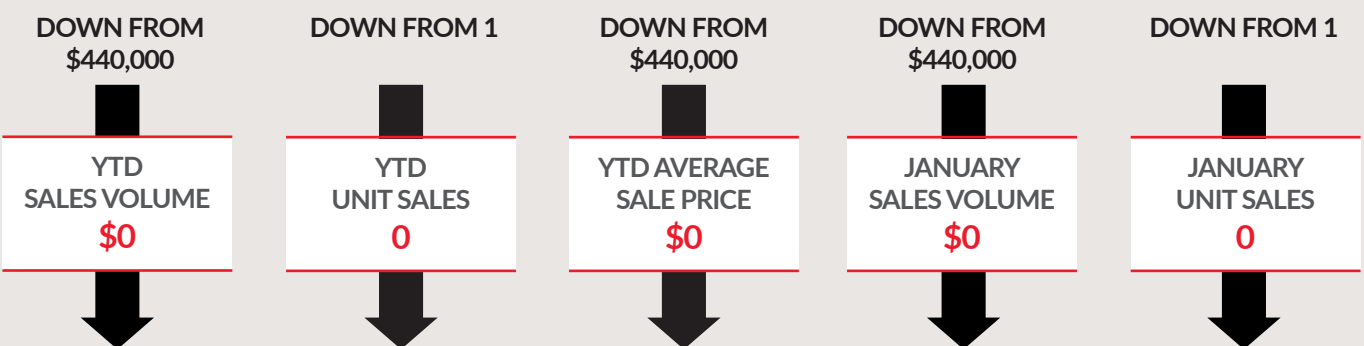 DOWN FROM
$440,000
YTD
SALES VOLUME
$0
DOWN FROM 1
YTD
UNIT SALES
0
DOWN FROM
$440,000
YTD AVERAGE
SALE PRICE
$0
DOWN FROM
$440,000
JANUARY
SALES VOLUME
$0
DOWN FROM 1
JANUARY
UNIT SALES
0